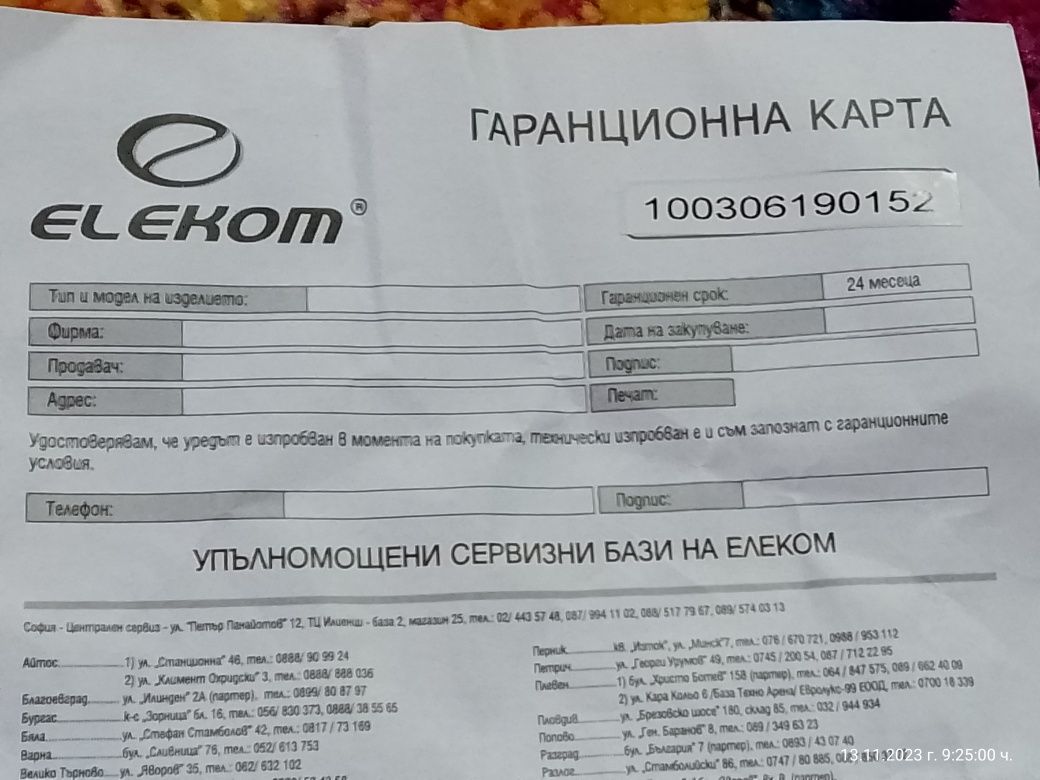 ELEKOM®
ГАРАНЦИОННА КАРТА
100306190152
Тип и модел на изделието:
Гаранционен срок: 24 месеца
Фирма:
Дата на закупуване:
Продавач:
Подпис:
Адрес:
Печат:
Удостоверявам, че уредът е изпробван в момента на покупката, технически изпробван е и съм запознат с гаранционните
условия.
Телефон:
Подпис:
УПЪЛНОМОЩЕНИ СЕРВИЗНИ БАЗИ НА ЕЛЕКОМ
София - Централен сервиз - ул. "Петър Панайотов" 12, ТЦ Илиенци - база 2, магазин 25, тел.: 02/ 443 57 48, 087/ 994 11 02, 088/ 517 79 67, 089/ 574 03 13
Айтос 1) ул. „Станционна" 46, тел.: 0888/ 90 99 24
2) ул. „Климент Охридски" 3, тел.: 0888/ 888 036
Благоевград ул. „Илинден" 2А (партер), тел.: 0899/ 80 87 97
Бургас к-с „Зорница" бл. 16, тел.: 056/ 830 373, 0888/ 38 55 65
Бяла ул. „Стефан Стамболов" 42, тел.: 0817 / 73 169
Варна бул. „Сливница" 76, тел.: 052/ 613 753
Велико Търново ул. „Яворов" 35, тел.: 062/ 632 102
Перник кв. „Изток", ул. „Минск"7, тел.: 076 / 670 721, 0988 / 953 112
Петрич ул. „Георги Урумов" 49, тел.: 0745 / 200 54, 087 / 712 22 95
Плевен 1) бул. „Христо Ботев" 158 (партер), тел.: 064 / 847 575, 089 / 662 40 09
2) ул. Кара Кольо 6 /База Техно Арена/ Евролукс-99 ЕООД, тел.: 0700 18 339
Пловдив ул. „Брезовско шосе" 180, склад 85, тел.: 032 / 944 934
Попово ул. „Ген. Баранов" 8, тел.: 089 / 349 63 23
Разград бул. „България" 7 (партер), тел.: 0893 / 43 07 40
Разлог ул. „Стамболийски" 86, тел.: 0747 / 80 885,
13.11.2023 г. 9:25:00 ч.